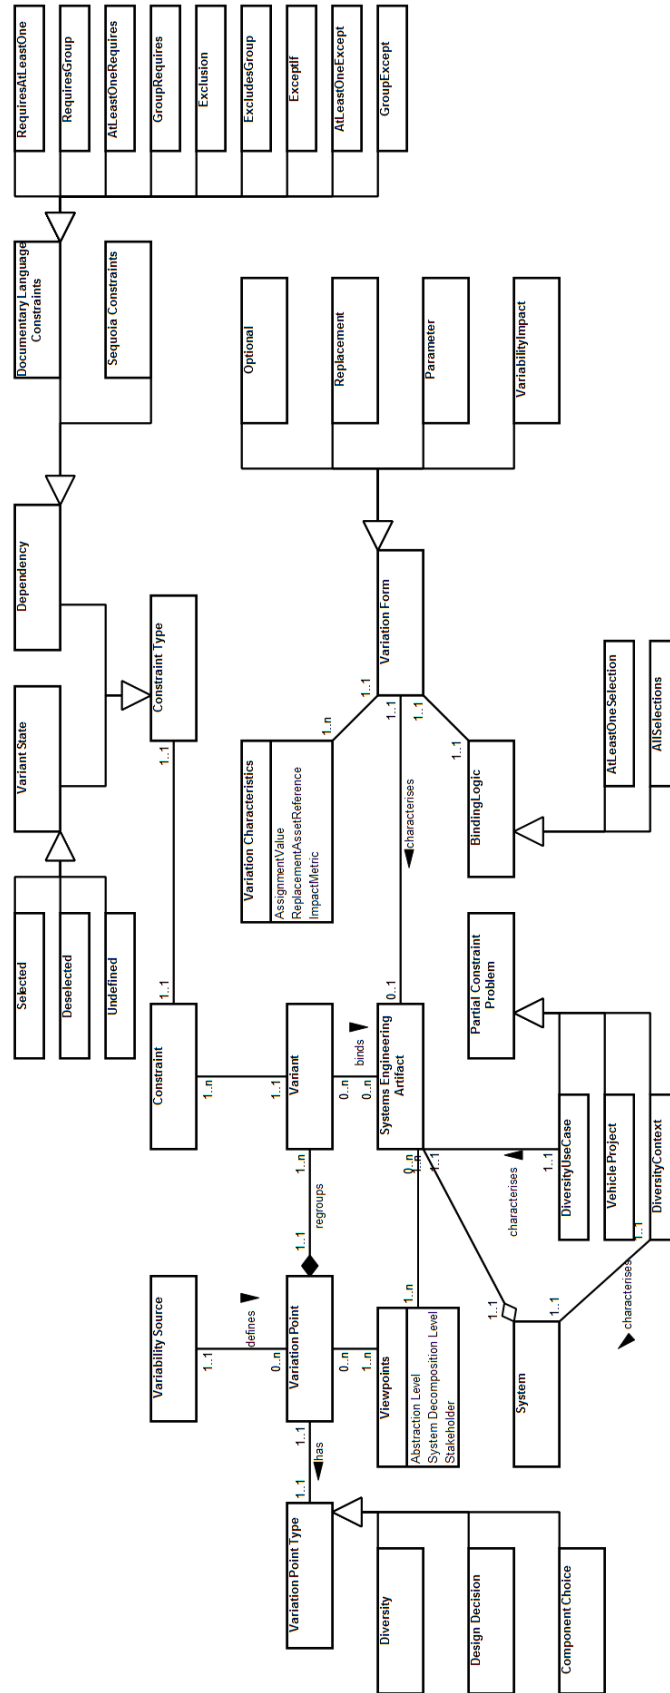 Selected
Variant State
Dependency
Documentary Language
Constraints
RequiresAtLeastOne
Deselected
RequiresGroup
Undefined
Sequoia Constraints
AtLeastOneRequires
Variability Source
Constraint
Constraint Type
GroupRequires
1..1
1..1
1..1
1..n
Exclusion
defines
Variation Characteristics
Optional
ExcludesGroup
0..n
1..1
AssignmentValue
ReplacementAssetReference
ImpactMetric
Variation Point Type
1..1
has
1..1
Variation Point
1..1
regroups
1..n
Variant
ExceptIf
0..n
0..n
binds
1..n
Replacement
AtLeastOneExcept
1..n
0..n
1..1
Diversity
Viewpoints
Systems Engineering
Artifact
0..1
characterises
1..1
Variation Form
GroupExcept
Abstraction Level
System Decomposition Level
Stakeholder
1..n
0..n
1..n
1..1
1..1
Parameter
Design Decision
1..1
BindingLogic
Partial Constraint
Problem
1..1
System
characterises
1..1
VariabilityImpact
Component Choice
1..1
DiversityUseCase
Vehicle Project
AtLeastOneSelection
characterises
1..1
DiversityContext
AllSelections